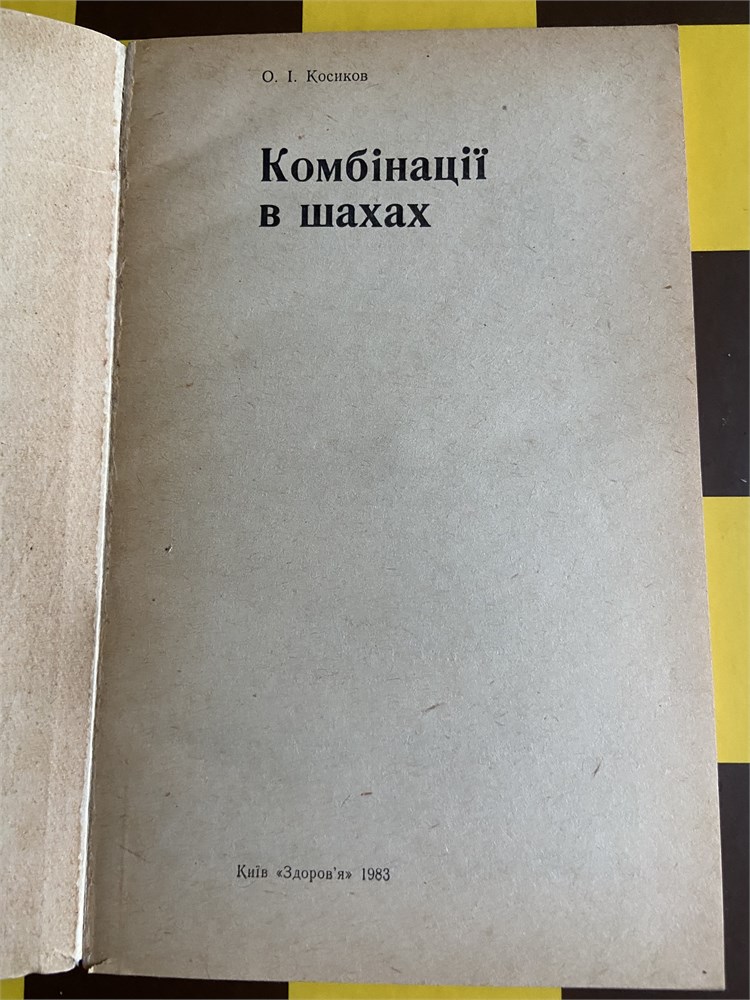 О. І. Косиков
Комбінації
в шахах
Київ «Здоров'я» 1983